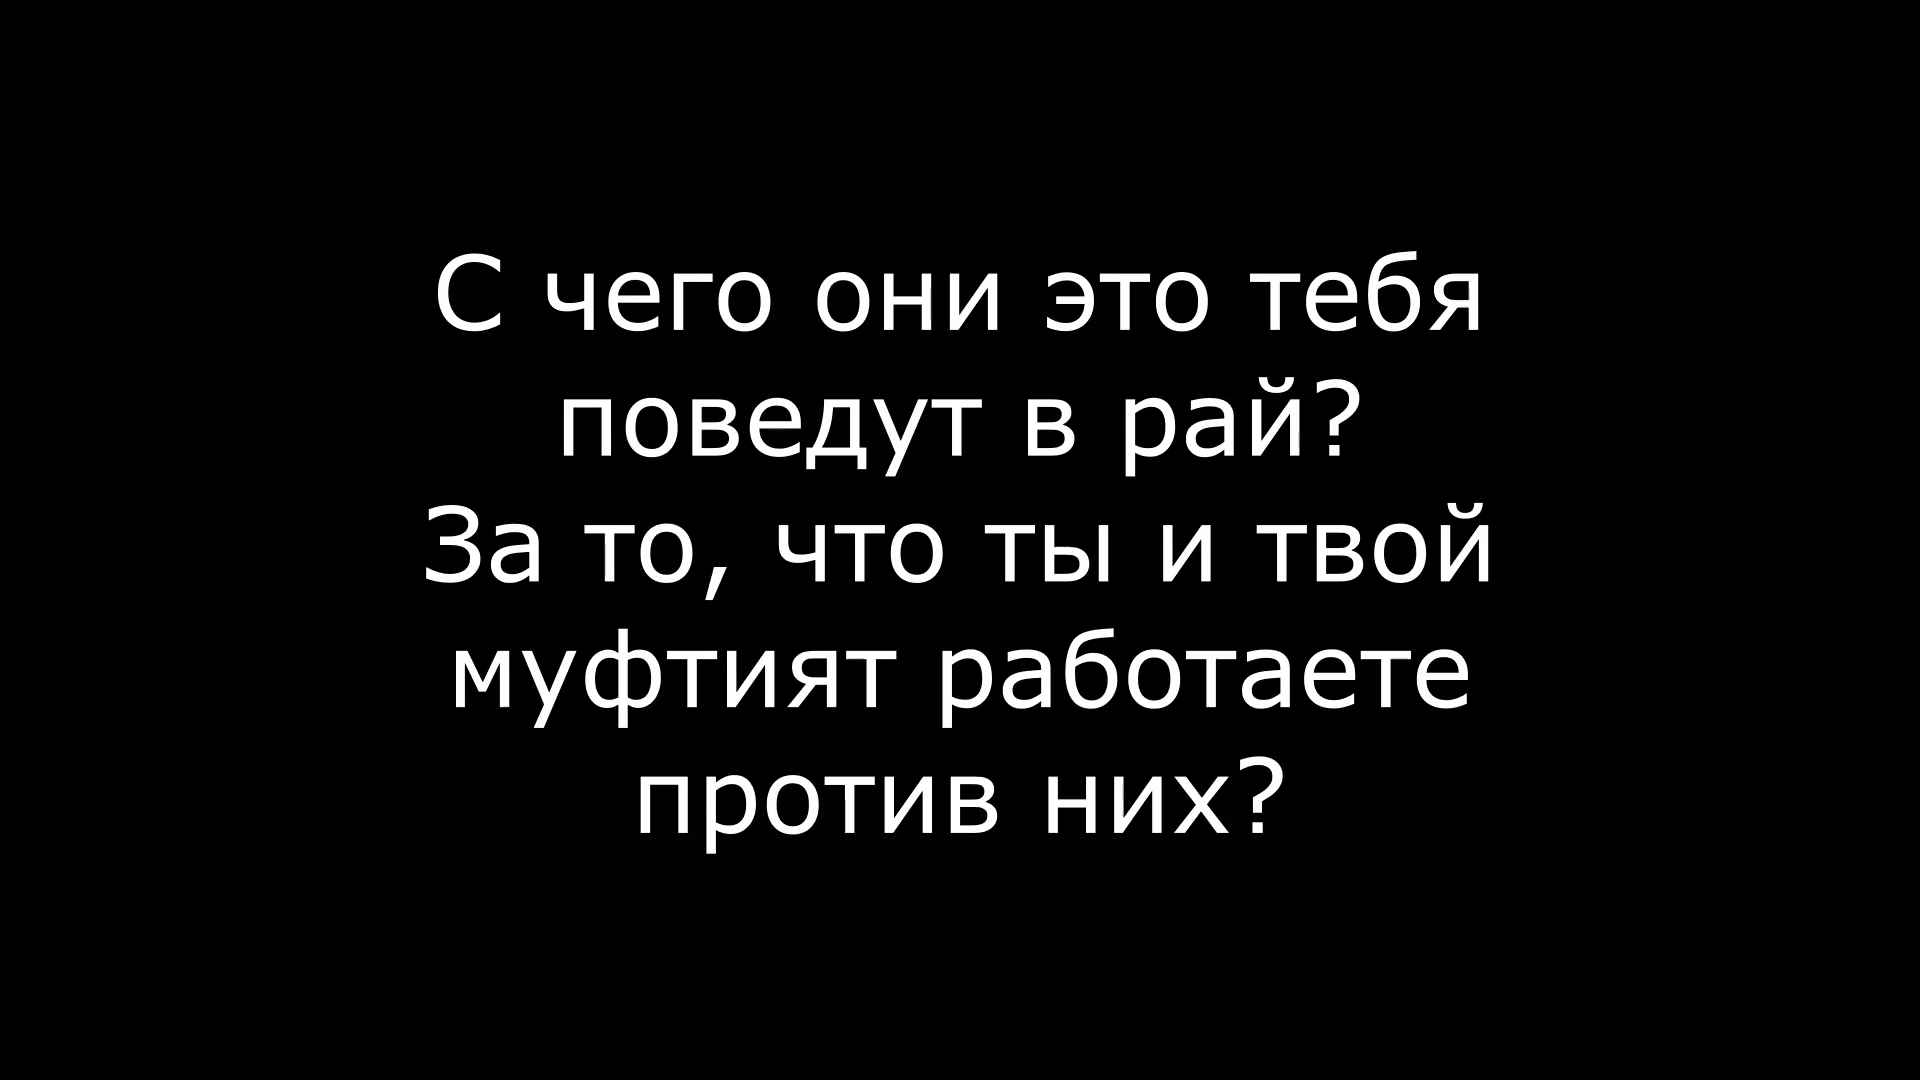 С чего они это тебя
поведут в рай?
За то, что ты и твой
муфтият работаете
против них?